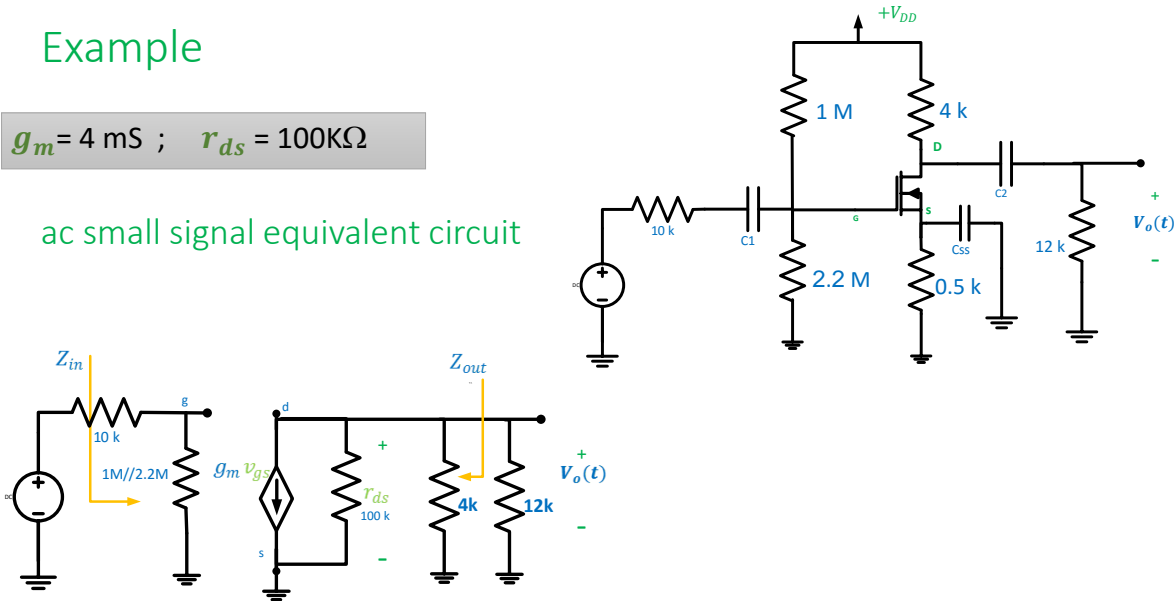 Example
g_m= 4 mS ; r_ds = 100KΩ
ac small signal equivalent circuit
+V_DD
1 M
4 k
D
C2
10 k
C1
G
S
Css
12 k
+
V_o(t)
-
DC
+
-
2.2 M
0.5 k
Z_in
Z_out
g
d
10 k
1M//2.2M
g_m v_gs
+
r_ds
100 k
-
4k
12k
+
V_o(t)
-
DC
+
-
s